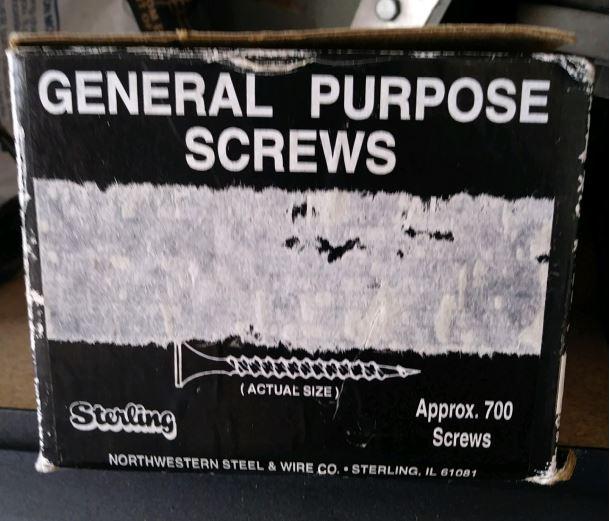 GENERAL PURPOSE
SCREWS
( ACTUAL SIZE )
Sterling
Approx. 700
Screws
NORTHWESTERN STEEL & WIRE CO. • STERLING, IL 61081